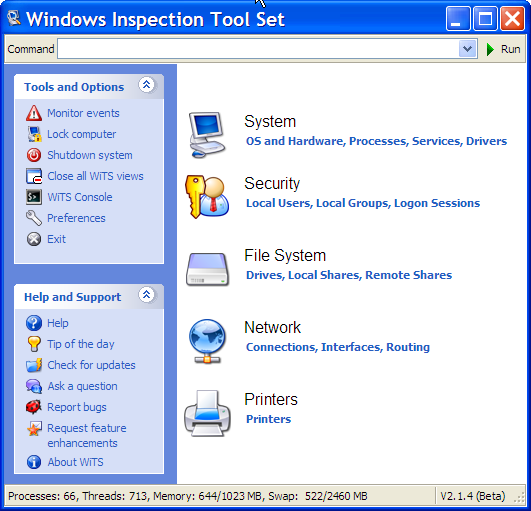 Windows Inspection Tool Set
Command
Run
Tools and Options
Monitor events
Lock computer
Shutdown system
Close all WiTS views
WiTS Console
Preferences
Exit
Help and Support
Help
Tip of the day
Check for updates
Ask a question
Report bugs
Request feature
enhancements
About WiTS
System
OS and Hardware, Processes, Services, Drivers
Security
Local Users, Local Groups, Logon Sessions
File System
Drives, Local Shares, Remote Shares
Network
Connections, Interfaces, Routing
Printers
Printers
Processes: 66, Threads: 713, Memory: 644/1023 MB, Swap: 522/2460 MB
V2.1.4 (Beta)